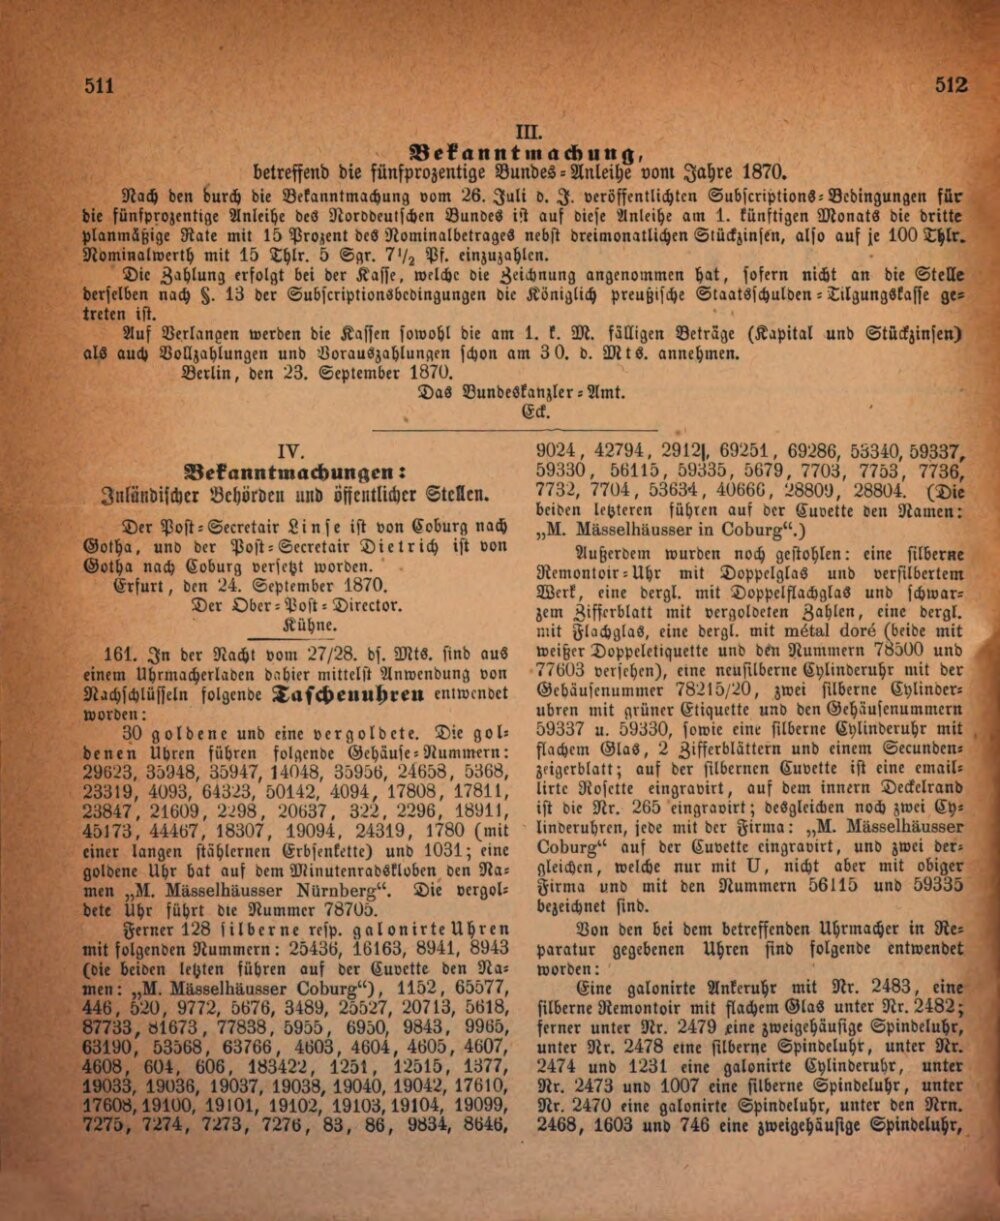 511
512
III.
Bekanntmachung,
betreffend die fünfprozentige Bundes-Anleihe vom Jahre 1870.
Nach den durch die Bekanntmachung vom 26. Juli d. J. veröffentlichten Subscriptions-Bedingungen für
die fünfprozentige Anleihe des Norddeutschen Bundes ist auf diese Anleihe am 1. künftigen Monats die dritte
planmäßige Rate mit 15 Prozent des Nominalbetrages nebst dreimonatlichen Stückzinsen, also auf je 100 Thlr.
Nominalwerth mit 15 Thlr. 5 Sgr. 7½ Pf. einzuzahlen.
Die Zahlung erfolgt bei der Kasse, welche die Zeichnung angenommen hat, sofern nicht an die Stelle
derselben nach §. 13 der Subscriptionsbedingungen die Königlich preußische Staatsschulden-Tilgungskasse ge-
treten ist.
Auf Verlangen werden die Kassen sowohl die am 1. k. M. fälligen Beträge (Kapital und Stückzinsen)
als auch Vollzahlungen und Vorauszahlungen schon am 30. d. Mts. annehmen.
Berlin, den 23. September 1870.
Das Bundeskanzler-Amt.
Eck.
IV.
Bekanntmachungen:
Inländischer Behörden und öffentlicher Stellen.
Der Post-Secretair Linse ist von Coburg nach
Gotha, und der Post-Secretair Dietrich ist von
Gotha nach Coburg versetzt worden.
Erfurt, den 24. September 1870.
Der Ober-Post-Director.
Kühne.
161. In der Nacht vom 27/28. ds. Mts. sind aus
einem Uhrmacherladen dahier mittelst Anwendung von
Nachschlüsseln folgende Taschenuhren entwendet
worden:
30 goldene und eine vergoldete. Die gol-
denen Uhren führen folgende Gehäuse-Nummern:
29623, 35948, 35947, 14048, 35956, 24658, 5368,
23319, 4093, 64323, 50142, 4094, 17808, 17811,
23847, 21609, 2298, 20637, 322, 2296, 18911,
45173, 44467, 18307, 19094, 24319, 1780 (mit
einer langen stählernen Erbsenkette) und 1031; eine
goldene Uhr hat auf dem Minutenradskloben den Na-
men „M. Mässelhäusser Nürnberg“. Die vergol-
dete Uhr führt die Nummer 78705.
Ferner 128 silberne resp. galonirte Uhren
mit folgenden Nummern: 25436, 16163, 8941, 8943
(die beiden letzten führen auf der Cuvette den Na-
men: „M. Mässelhäusser Coburg“), 1152, 65577,
446, 520, 9772, 5676, 3489, 25527, 20713, 5618,
87733, 81673, 77838, 5955, 6950, 9843, 9965,
63190, 53568, 63766, 4603, 4604, 4605, 4607,
4608, 604, 606, 183422, 1251, 12515, 1377,
19033, 19036, 19037, 19038, 19040, 19042, 17610,
17608, 19100, 19101, 19102, 19103, 19104, 19099,
7275, 7274, 7273, 7276, 83, 86, 9834, 8646,
9024, 42794, 29121, 69251, 69286, 53340, 59337,
59330, 56115, 59335, 5679, 7703, 7753, 7736,
7732, 7704, 53634, 40666, 28809, 28804. (Die
beiden letzteren führen auf der Cuvette den Namen:
„M. Mässelhäusser in Coburg“.)
Außerdem wurden noch gestohlen: eine silberne
Remontoir-Uhr mit Doppelglas und versilbertem
Werk, eine dergl. mit Doppelflachglas und schwar-
zem Zifferblatt mit vergoldeten Zahlen, eine dergl.
mit Flachglas, eine dergl. mit métal doré (beide mit
weißer Doppeletiquette und den Nummern 78500 und
77603 versehen), eine neusilberne Cylinderuhr mit der
Gehäusenummer 78215/20, zwei silberne Cylinder-
uhren mit grüner Etiquette und den Gehäusenummern
59337 u. 59330, sowie eine silberne Cylinderuhr mit
flachem Glas, 2 Zifferblättern und einem Secunden-
zeigerblatt; auf der silbernen Cuvette ist eine email-
lirte Rosette eingravirt, auf dem innern Deckelrand
ist die Nr. 265 eingravirt; desgleichen noch zwei Cy-
linderuhren, jede mit der Firma: „M. Mässelhäusser
Coburg“ auf der Cuvette eingravirt, und zwei der-
gleichen, welche nur mit U, nicht aber mit obiger
Firma und mit den Nummern 56115 und 59335
bezeichnet sind.
Von den bei dem betreffenden Uhrmacher in Re-
paratur gegebenen Uhren sind folgende entwendet
worden:
Eine galonirte Ankeruhr mit Nr. 2483, eine
silberne Remontoir mit flachem Glas unter Nr. 2482;
ferner unter Nr. 2479 eine zweigehäusige Spindeluhr,
unter Nr. 2478 eine silberne Spindeluhr, unter Nr.
2474 und 1231 eine galonirte Cylinderuhr, unter
Nr. 2473 und 1007 eine silberne Spindeluhr, unter
Nr. 2470 eine galonirte Spindeluhr, unter den Nrn.
2468, 1603 und 746 eine zweigehäusige Spindeluhr,